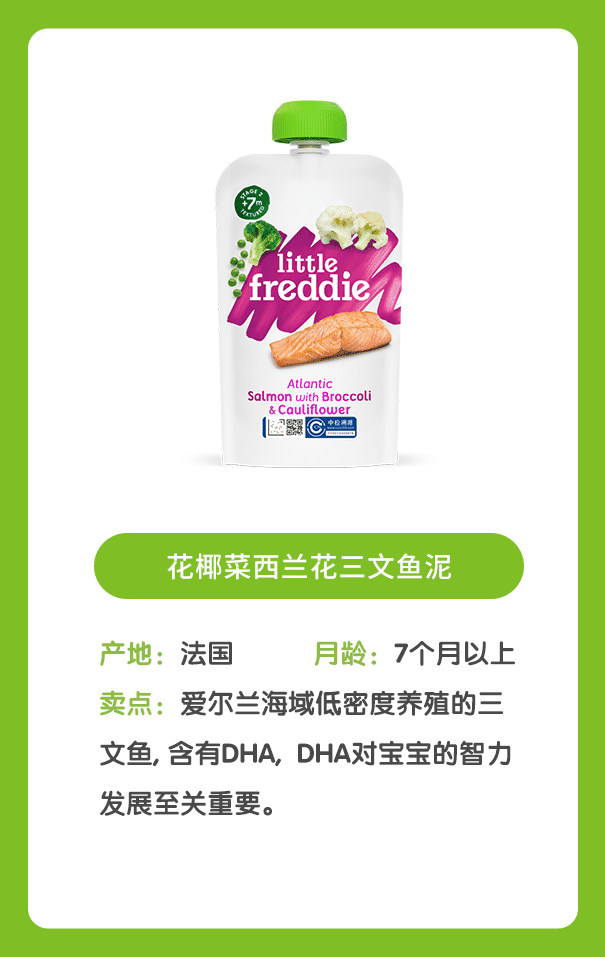 STAGE 2
+7m
TEXTURED
little
freddie
Atlantic
Salmon with Broccoli
& Cauliflower
中检溯源
花椰菜西兰花三文鱼泥
产地：法国 月龄：7个月以上
卖点：爱尔兰海域低密度养殖的三
文鱼, 含有DHA, DHA对宝宝的智力
发展至关重要。